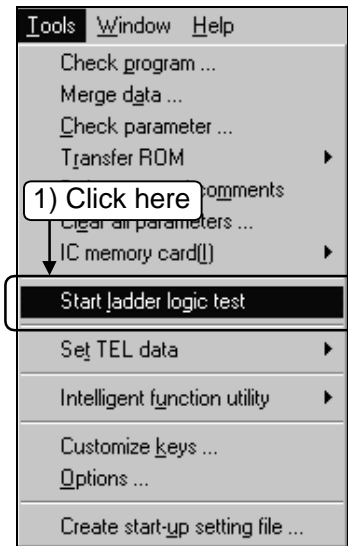 Tools Window Help
Check program ...
Merge data ...
Check parameter ...
Transfer ROM
comments
1) Click here
Clear all parameters ...
IC memory card(I)
Start ladder logic test
Set TEL data
Intelligent function utility
Customize keys ...
Options ...
Create start-up setting file ...